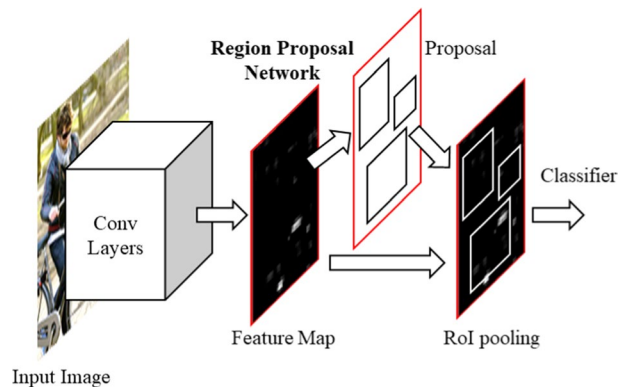 Region Proposal
Network
Proposal
Conv
Layers
Classifier
Feature Map
RoI pooling
Input Image